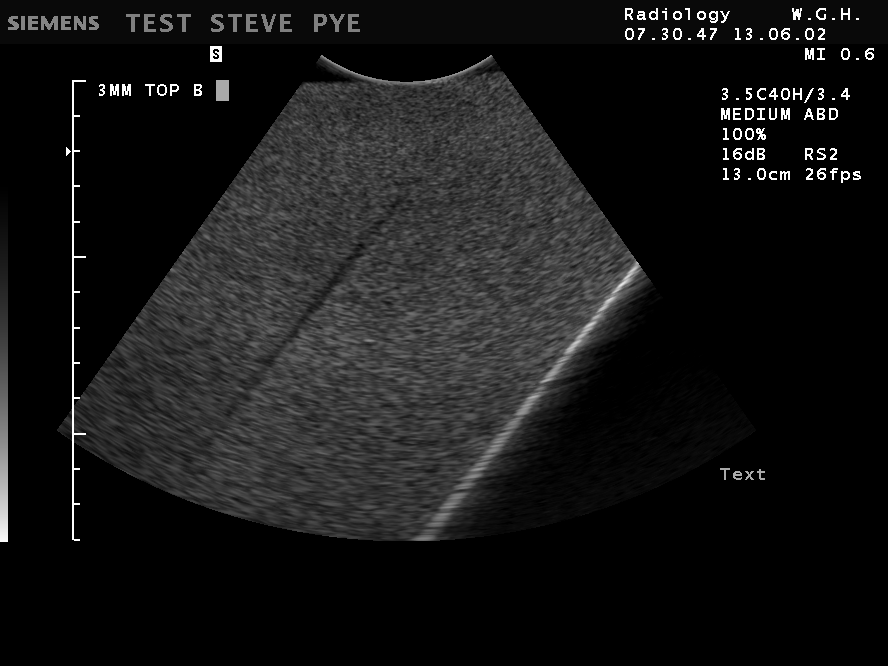 SIEMENS TEST STEVE PYE
Radiology W.G.H.
07.30.47 13.06.02
MI 0.6
S
3MM TOP B
3.5C40H/3.4
MEDIUM ABD
100%
16dB RS2
13.0cm 26fps
Text